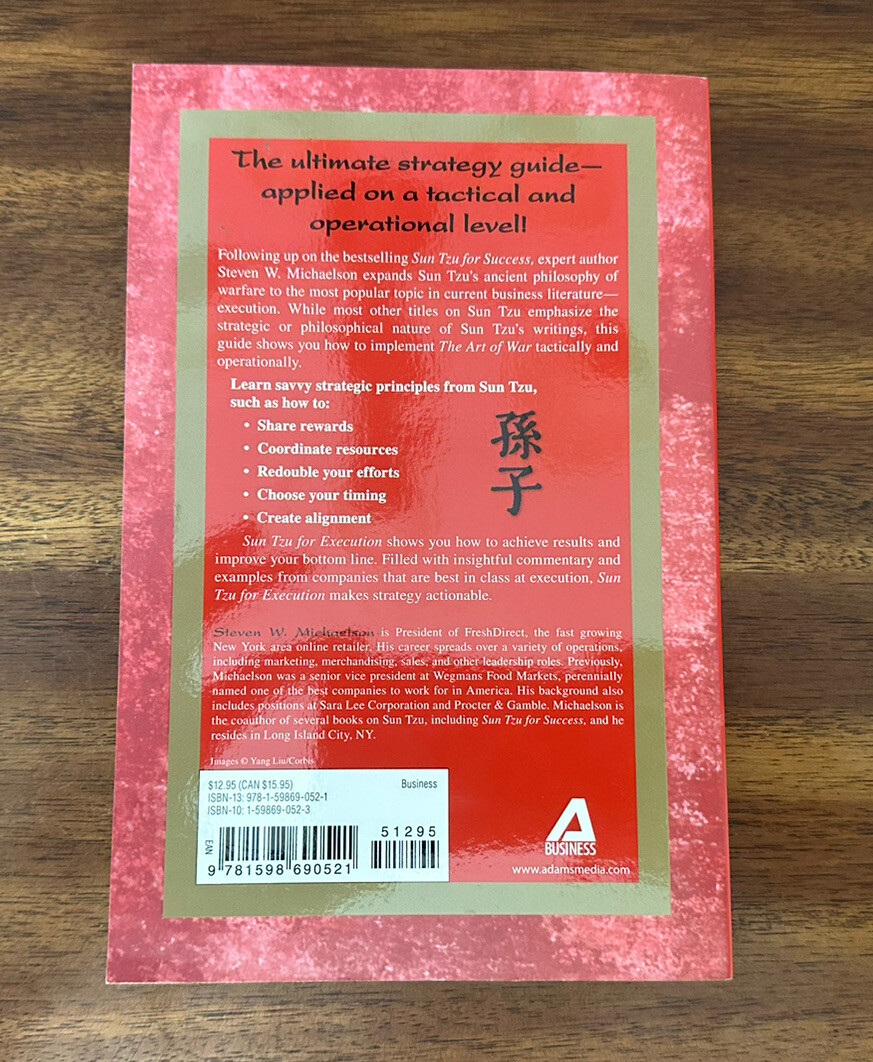 The ultimate strategy guide—
applied on a tactical and
operational level!
Following up on the bestselling Sun Tzu for Success, expert author
Steven W. Michaelson expands Sun Tzu's ancient philosophy of
warfare to the most popular topic in current business literature—
execution. While most other titles on Sun Tzu emphasize the
strategic or philosophical nature of Sun Tzu's writings, this
guide shows you how to implement The Art of War tactically and
operationally.
Learn savvy strategic principles from Sun Tzu,
such as how to:
• Share rewards
• Coordinate resources
• Redouble your efforts
• Choose your timing
• Create alignment
孫
子
Sun Tzu for Execution shows you how to achieve results and
improve your bottom line. Filled with insightful commentary and
examples from companies that are best in class at execution, Sun
Tzu for Execution makes strategy actionable.
Steven W. Michaelson is President of FreshDirect, the fast growing
New York area online retailer. His career spreads over a variety of operations,
including marketing, merchandising, sales, and other leadership roles. Previously,
Michaelson was a senior vice president at Wegmans Food Markets, perennially
named one of the best companies to work for in America. His background also
includes positions at Sara Lee Corporation and Procter & Gamble. Michaelson is
the coauthor of several books on Sun Tzu, including Sun Tzu for Success, and he
resides in Long Island City, NY.
Images © Yang Liu/Corbis
$12.95 (CAN $15.95)
Business
ISBN-13: 978-1-59869-052-1
ISBN-10: 1-59869-052-3
51295
EAN
9 781598 690521
A
BUSINESS
www.adamsmedia.com